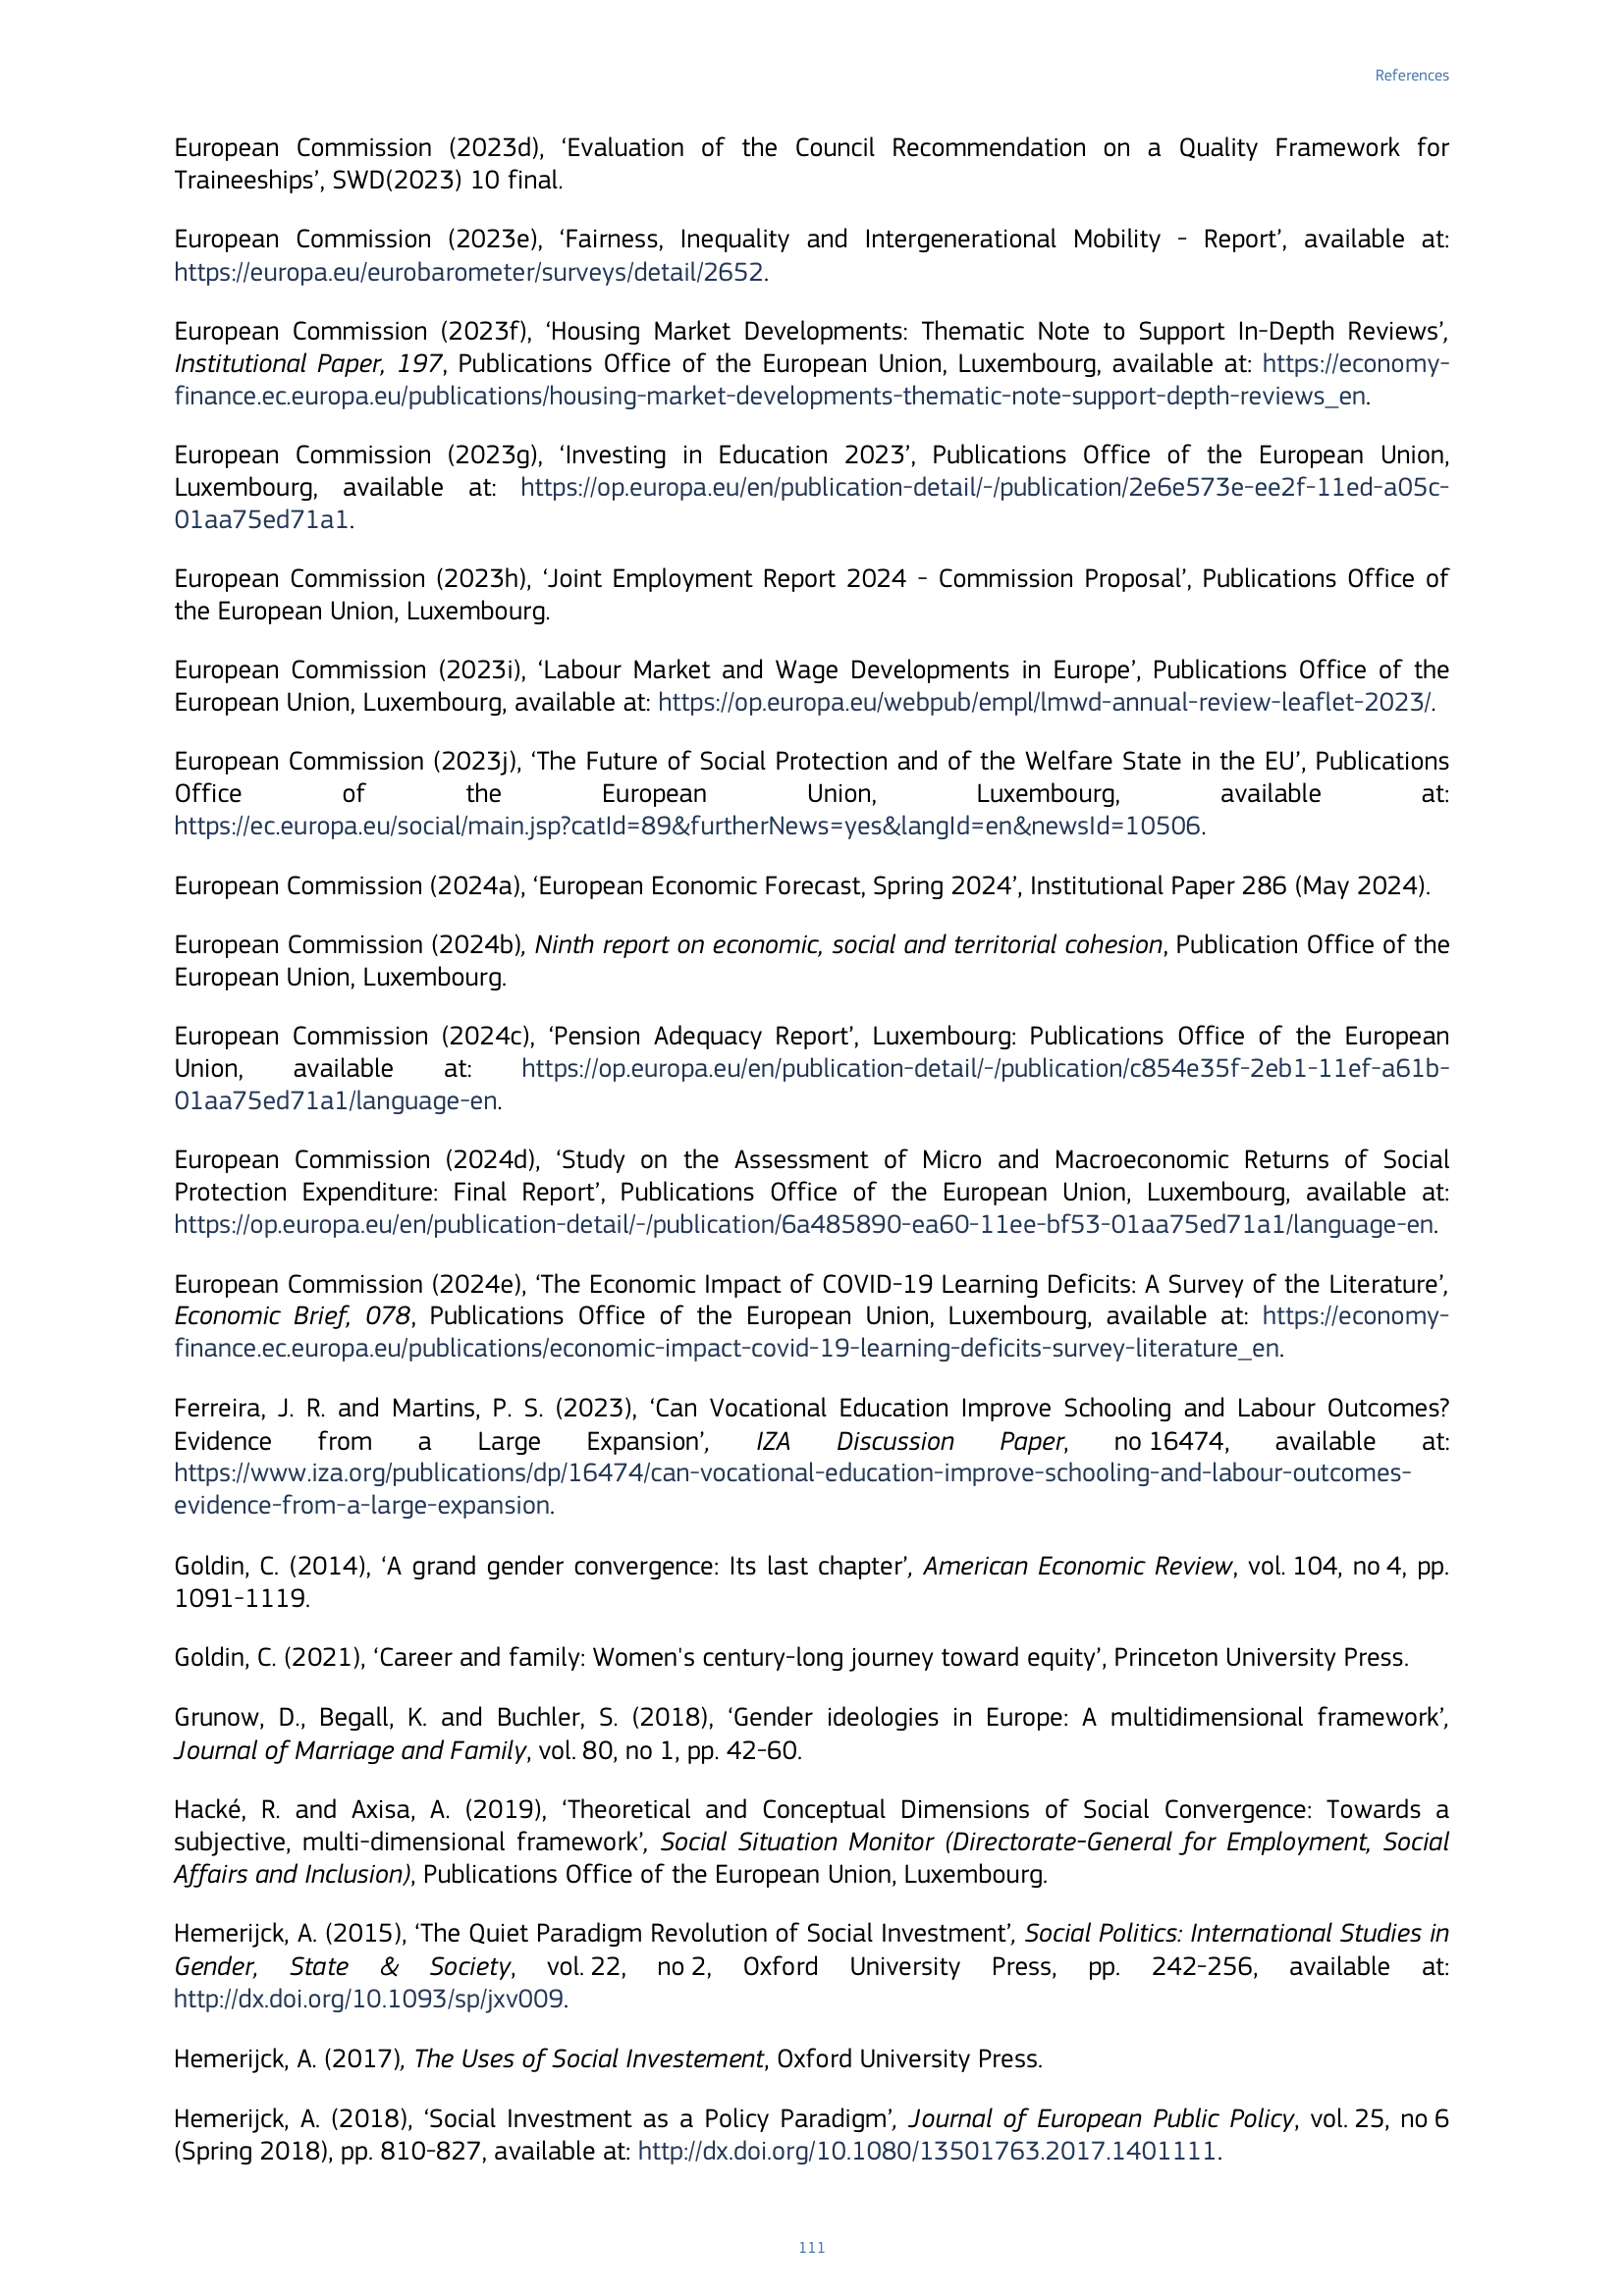 References
European Commission (2023d), ‘Evaluation of the Council Recommendation on a Quality Framework for
Traineeships’, SWD(2023) 10 final.
European Commission (2023e), ‘Fairness, Inequality and Intergenerational Mobility - Report’, available at:
https://europa.eu/eurobarometer/surveys/detail/2652.
European Commission (2023f), ‘Housing Market Developments: Thematic Note to Support In-Depth Reviews’,
Institutional Paper, 197, Publications Office of the European Union, Luxembourg, available at: https://economy-
finance.ec.europa.eu/publications/housing-market-developments-thematic-note-support-depth-reviews_en.
European Commission (2023g), ‘Investing in Education 2023’, Publications Office of the European Union,
Luxembourg, available at: https://op.europa.eu/en/publication-detail/-/publication/2e6e573e-ee2f-11ed-a05c-
01aa75ed71a1.
European Commission (2023h), ‘Joint Employment Report 2024 - Commission Proposal’, Publications Office of
the European Union, Luxembourg.
European Commission (2023i), ‘Labour Market and Wage Developments in Europe’, Publications Office of the
European Union, Luxembourg, available at: https://op.europa.eu/webpub/empl/lmwd-annual-review-leaflet-2023/.
European Commission (2023j), ‘The Future of Social Protection and of the Welfare State in the EU’, Publications
Office of the European Union, Luxembourg, available at:
https://ec.europa.eu/social/main.jsp?catId=89&furtherNews=yes&langId=en&newsId=10506.
European Commission (2024a), ‘European Economic Forecast, Spring 2024’, Institutional Paper 286 (May 2024).
European Commission (2024b), Ninth report on economic, social and territorial cohesion, Publication Office of the
European Union, Luxembourg.
European Commission (2024c), ‘Pension Adequacy Report’, Luxembourg: Publications Office of the European
Union, available at: https://op.europa.eu/en/publication-detail/-/publication/c854e35f-2eb1-11ef-a61b-
01aa75ed71a1/language-en.
European Commission (2024d), ‘Study on the Assessment of Micro and Macroeconomic Returns of Social
Protection Expenditure: Final Report’, Publications Office of the European Union, Luxembourg, available at:
https://op.europa.eu/en/publication-detail/-/publication/6a485890-ea60-11ee-bf53-01aa75ed71a1/language-en.
European Commission (2024e), ‘The Economic Impact of COVID-19 Learning Deficits: A Survey of the Literature’,
Economic Brief, 078, Publications Office of the European Union, Luxembourg, available at: https://economy-
finance.ec.europa.eu/publications/economic-impact-covid-19-learning-deficits-survey-literature_en.
Ferreira, J. R. and Martins, P. S. (2023), ‘Can Vocational Education Improve Schooling and Labour Outcomes?
Evidence from a Large Expansion’, IZA Discussion Paper, no 16474, available at:
https://www.iza.org/publications/dp/16474/can-vocational-education-improve-schooling-and-labour-outcomes-
evidence-from-a-large-expansion.
Goldin, C. (2014), ‘A grand gender convergence: Its last chapter’, American Economic Review, vol. 104, no 4, pp.
1091-1119.
Goldin, C. (2021), ‘Career and family: Women's century-long journey toward equity’, Princeton University Press.
Grunow, D., Begall, K. and Buchler, S. (2018), ‘Gender ideologies in Europe: A multidimensional framework’,
Journal of Marriage and Family, vol. 80, no 1, pp. 42-60.
Hacké, R. and Axisa, A. (2019), ‘Theoretical and Conceptual Dimensions of Social Convergence: Towards a
subjective, multi-dimensional framework’, Social Situation Monitor (Directorate-General for Employment, Social
Affairs and Inclusion), Publications Office of the European Union, Luxembourg.
Hemerijck, A. (2015), ‘The Quiet Paradigm Revolution of Social Investment’, Social Politics: International Studies in
Gender, State & Society, vol. 22, no 2, Oxford University Press, pp. 242-256, available at:
http://dx.doi.org/10.1093/sp/jxv009.
Hemerijck, A. (2017), The Uses of Social Investement, Oxford University Press.
Hemerijck, A. (2018), ‘Social Investment as a Policy Paradigm’, Journal of European Public Policy, vol. 25, no 6
(Spring 2018), pp. 810-827, available at: http://dx.doi.org/10.1080/13501763.2017.1401111.
111